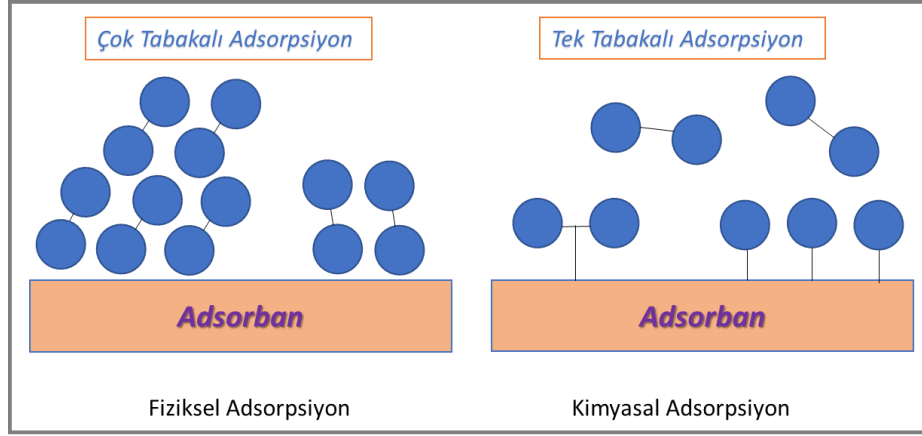 Çok Tabakalı Adsorpsiyon
Tek Tabakalı Adsorpsiyon
Adsorban
Adsorban
Fiziksel Adsorpsiyon
Kimyasal Adsorpsiyon